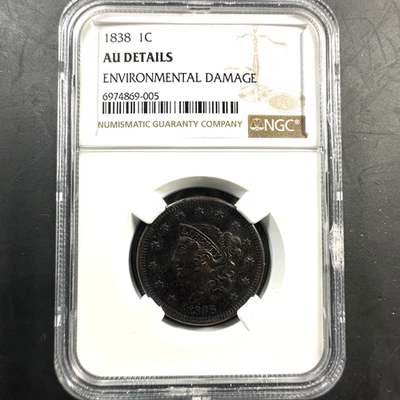 1838 1C
AU DETAILS
ENVIRONMENTAL DAMAGE
6974869-005
NUMISMATIC GUARANTY COMPANY
NGC